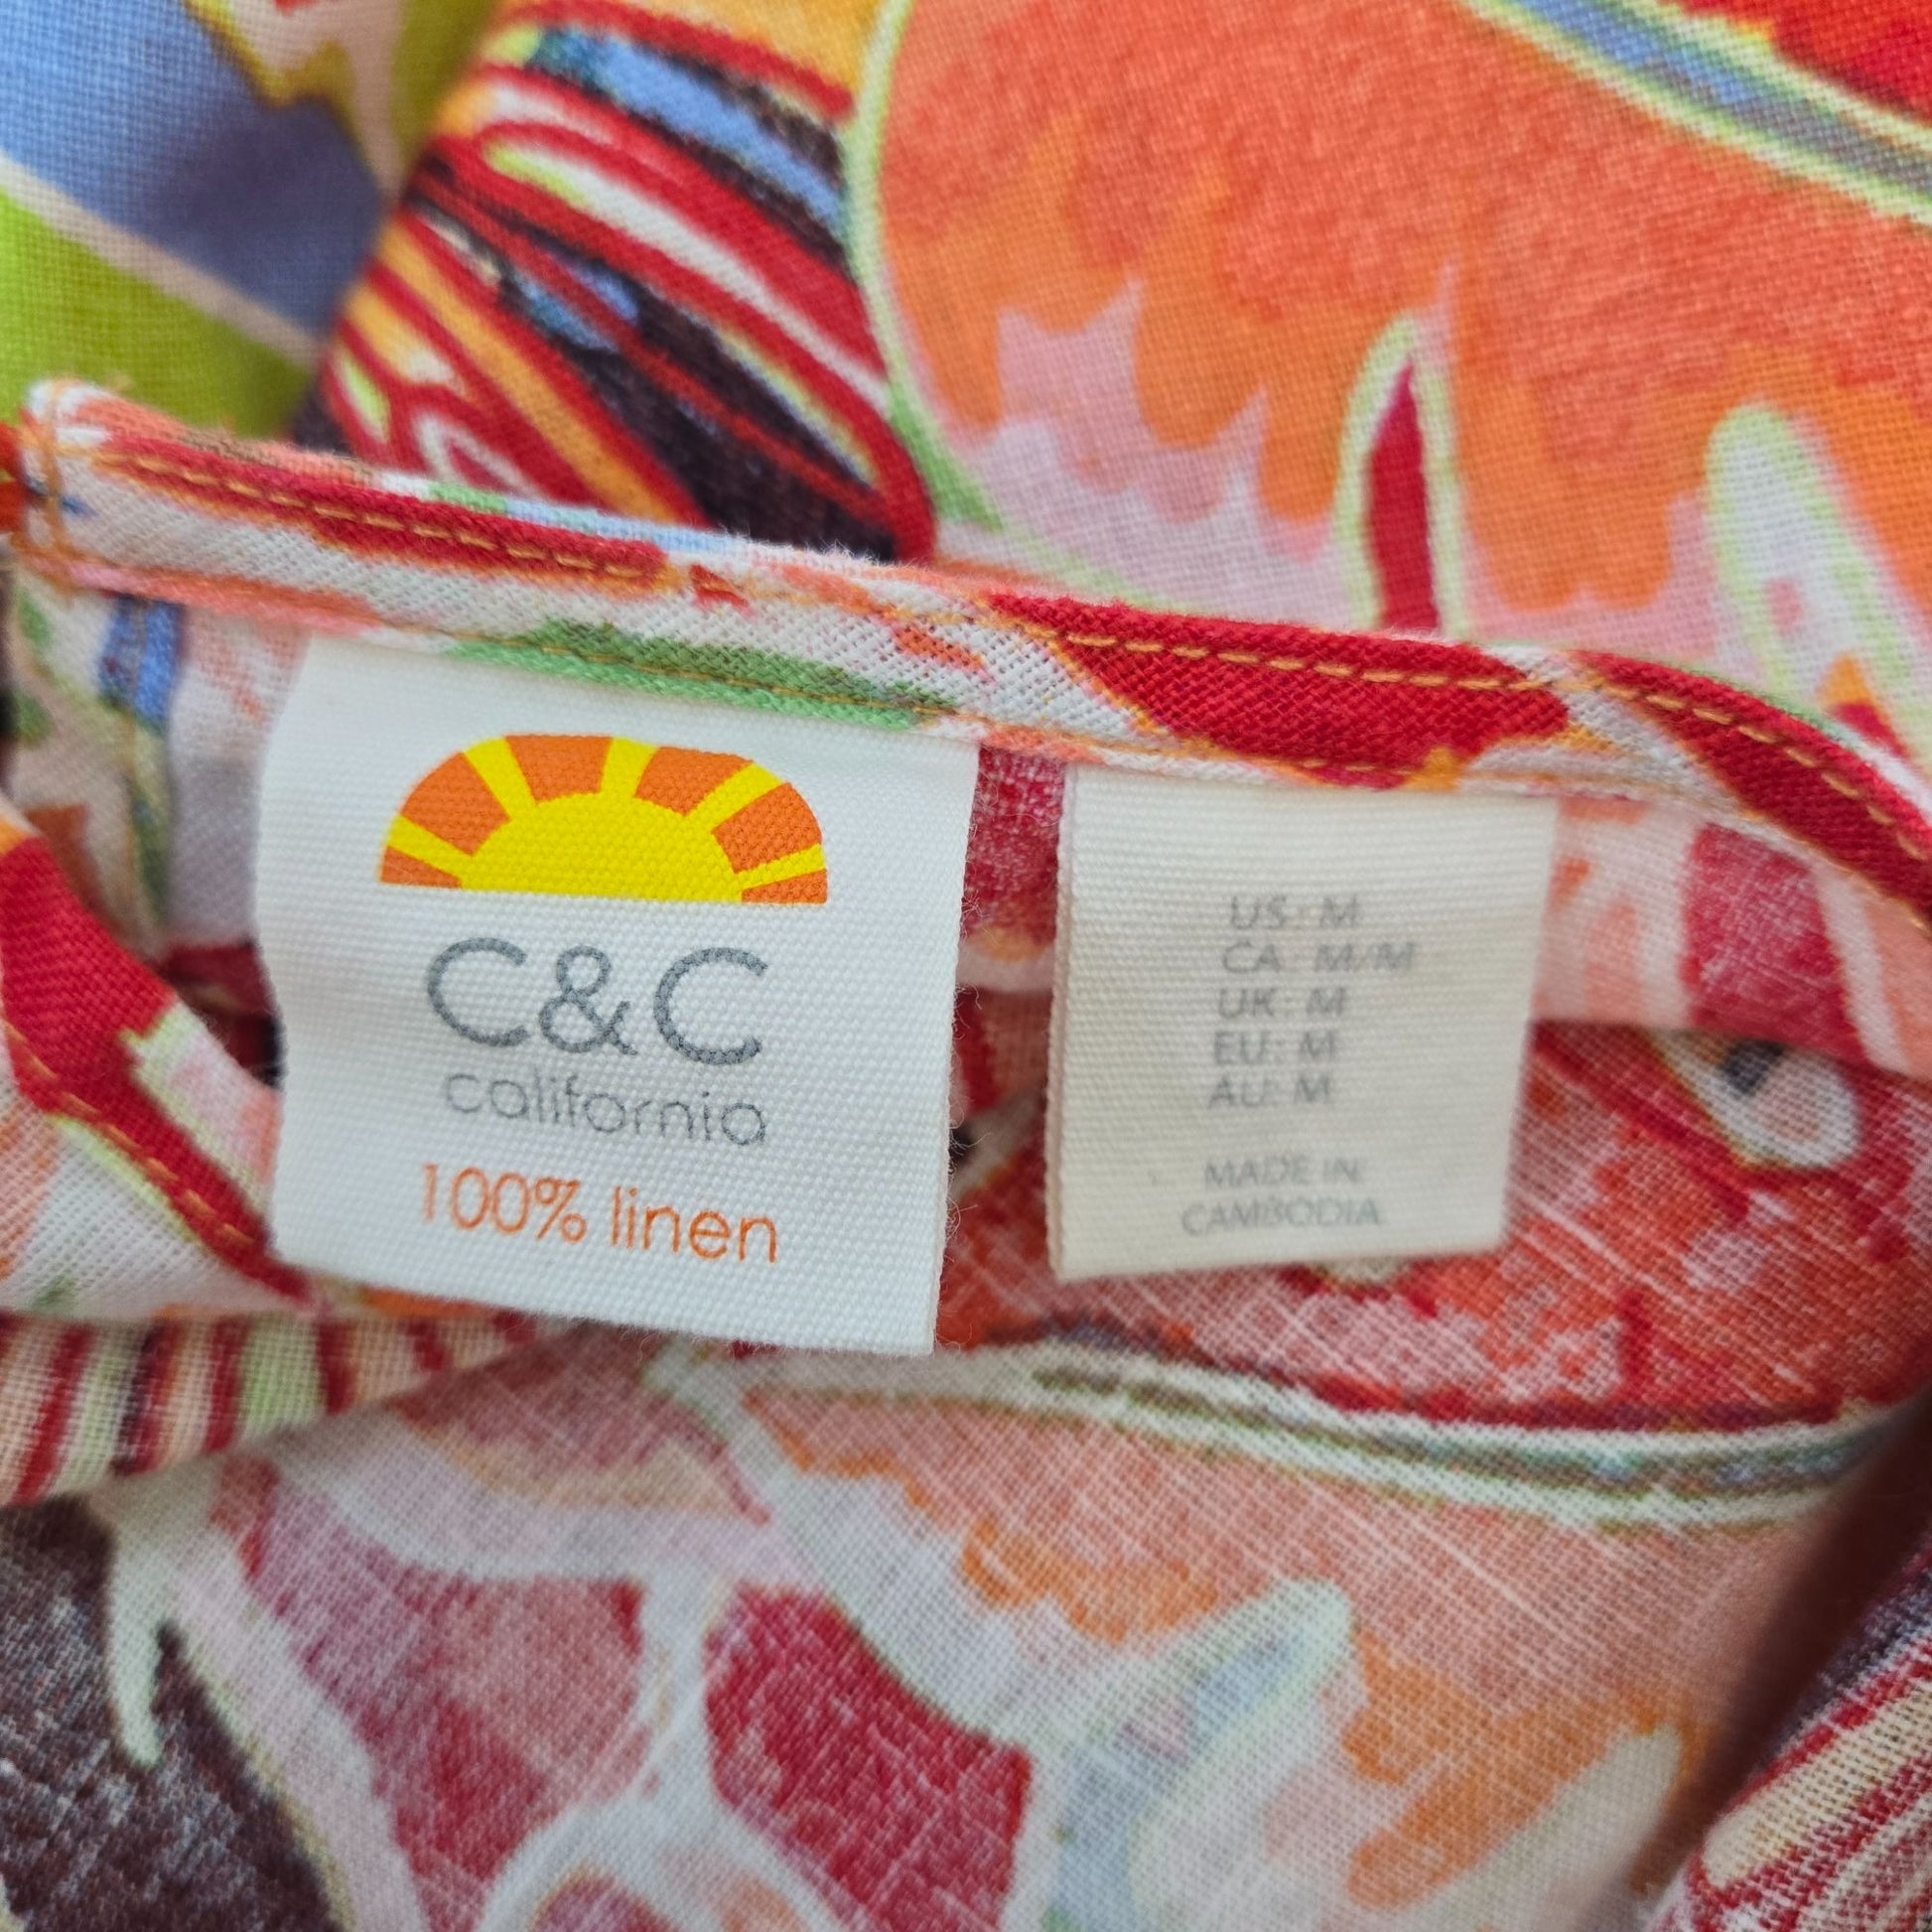 C&C
california
100% linen
US: M
CA: M/M
UK: M
EU: M
AU: M
MADE IN
CAMBODIA